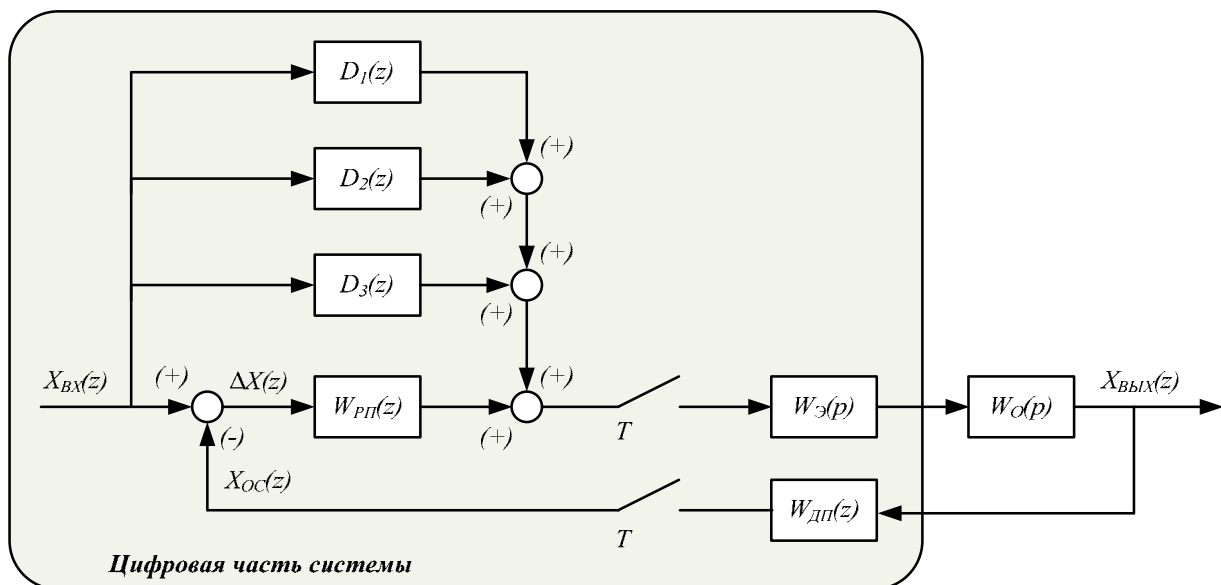 D1(z)
(+)
D2(z)
(+)
(+)
D3(z)
(+)
XВХ(z)
(+)
ΔX(z)
WРП(z)
(+)
(+)
(-)
T
WЭ(p)
WО(p)
XВЫХ(z)
XОС(z)
T
WДП(z)
Цифровая часть системы